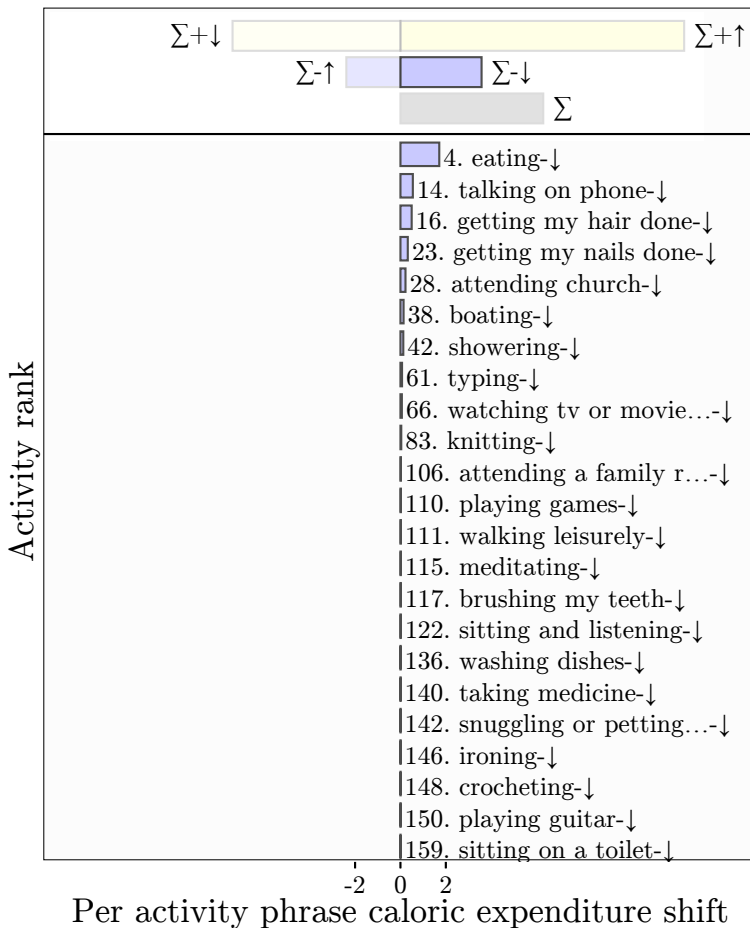 ∑+↓ ∑+↑
∑-↑ ∑-↓
∑
4. eating-↓
14. talking on phone-↓
16. getting my hair done-↓
23. getting my nails done-↓
28. attending church-↓
38. boating-↓
42. showering-↓
61. typing-↓
66. watching tv or movie…-↓
83. knitting-↓
106. attending a family r…-↓
110. playing games-↓
111. walking leisurely-↓
115. meditating-↓
117. brushing my teeth-↓
122. sitting and listening-↓
136. washing dishes-↓
140. taking medicine-↓
142. snuggling or petting…-↓
146. ironing-↓
148. crocheting-↓
150. playing guitar-↓
159. sitting on a toilet-↓
Activity rank
-2 0 2
Per activity phrase caloric expenditure shift